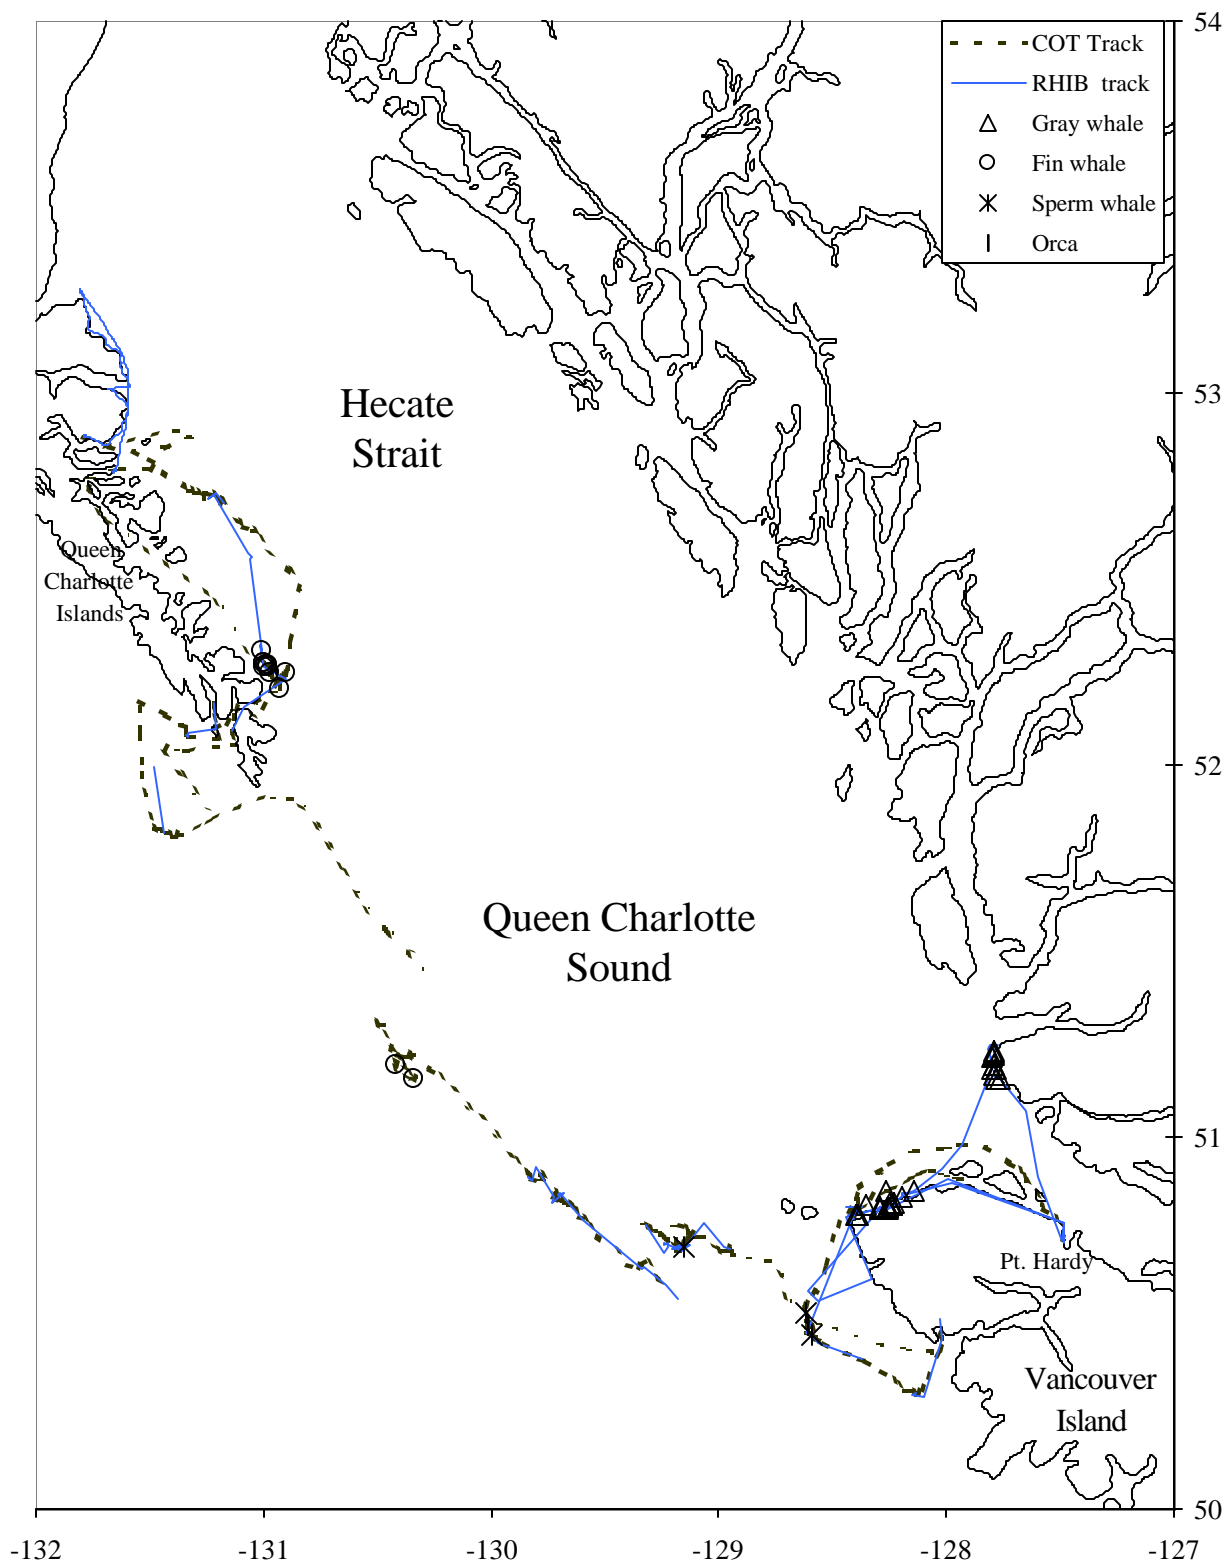 54
COT Track
RHIB track
Gray whale
Fin whale
Sperm whale
Orca
53
Hecate
Strait
Queen
Charlotte
Islands
52
Queen Charlotte
Sound
51
Pt. Hardy
Vancouver
Island
50
-132 -131 -130 -129 -128 -127